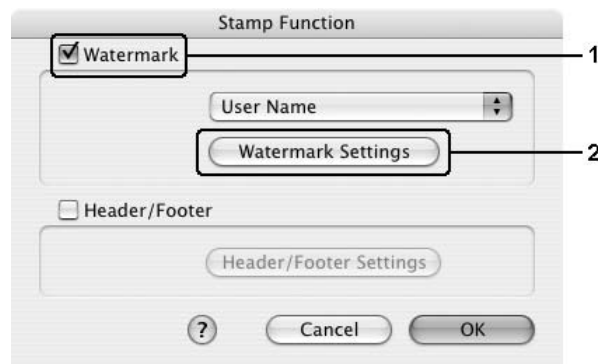 Stamp Function
Watermark
1
User Name
Watermark Settings
2
Header/Footer
Header/Footer Settings
?
Cancel
OK